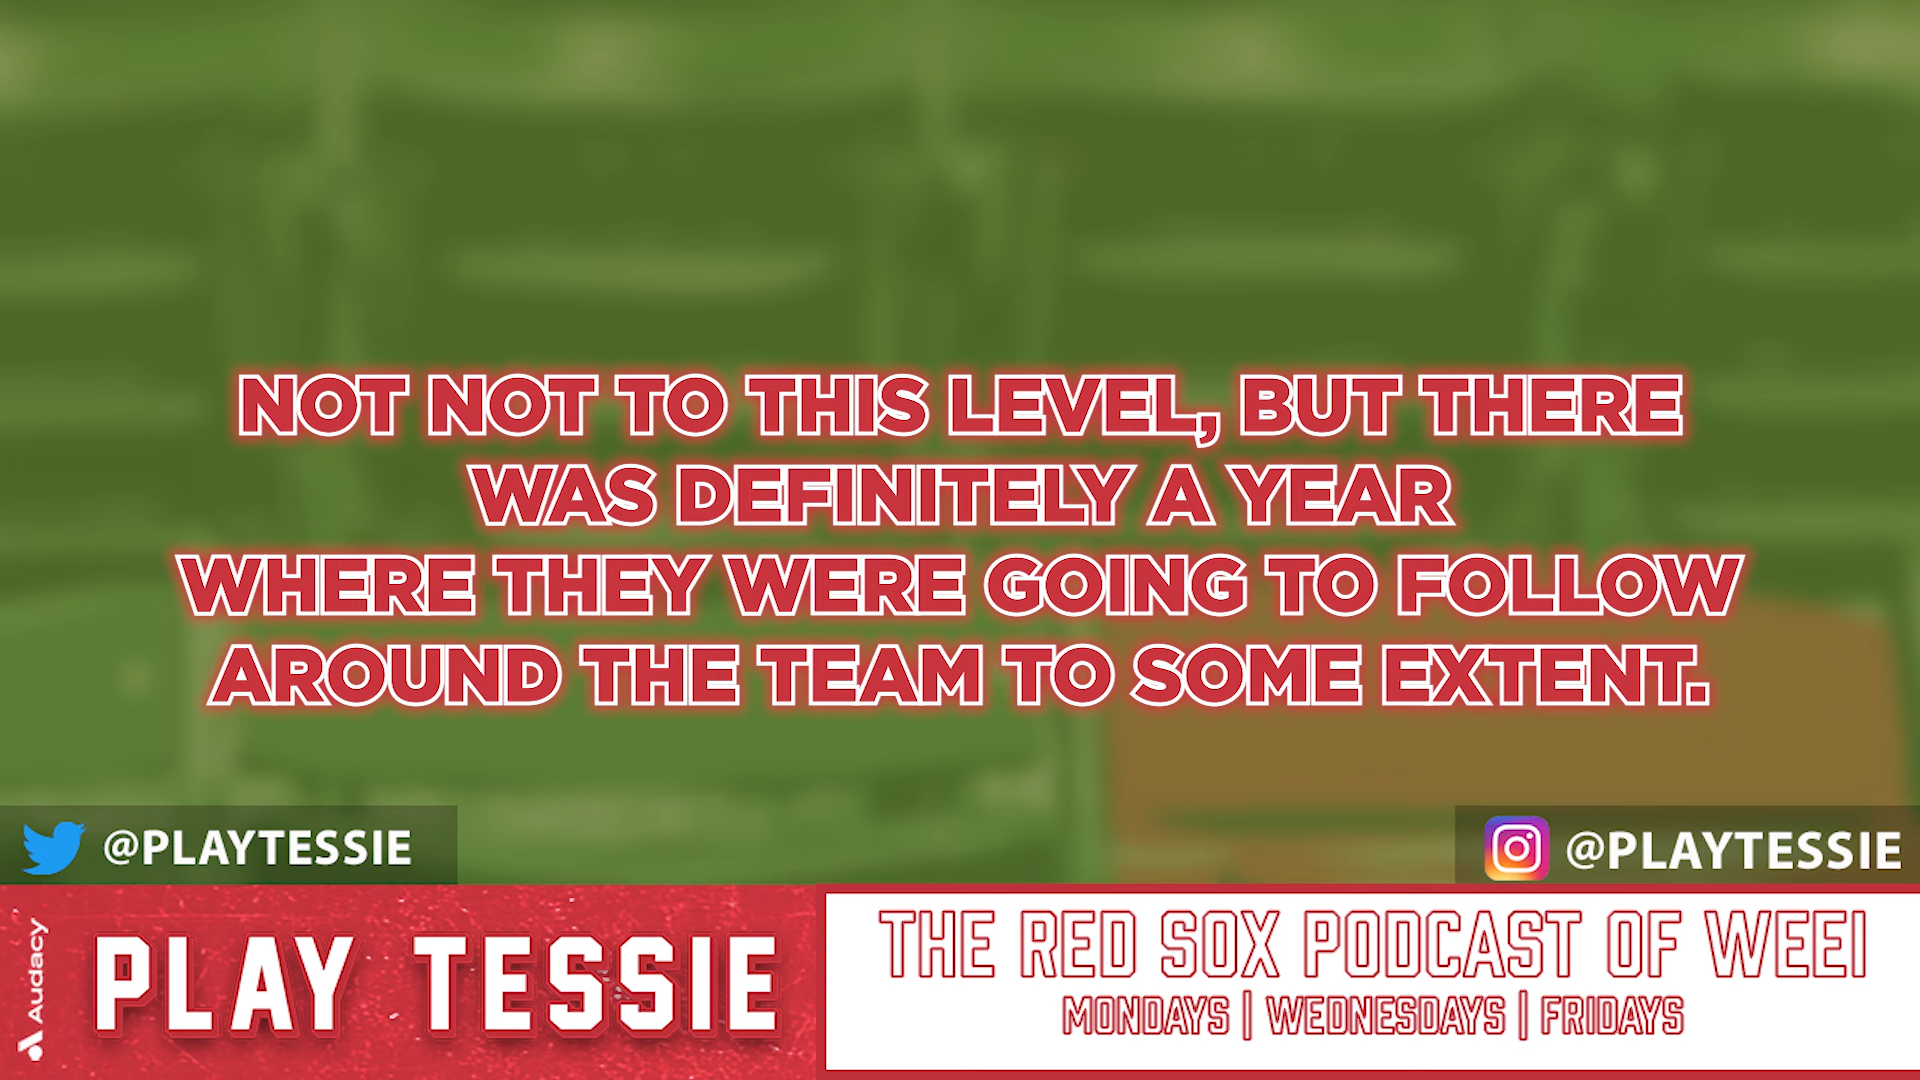 NOT NOT TO THIS LEVEL, BUT THERE
WAS DEFINITELY A YEAR
WHERE THEY WERE GOING TO FOLLOW
AROUND THE TEAM TO SOME EXTENT.
@PLAYTESSIE
@PLAYTESSIE
Audacy
PLAY TESSIE
THE RED SOX PODCAST OF WEEI
MONDAYS | WEDNESDAYS | FRIDAYS